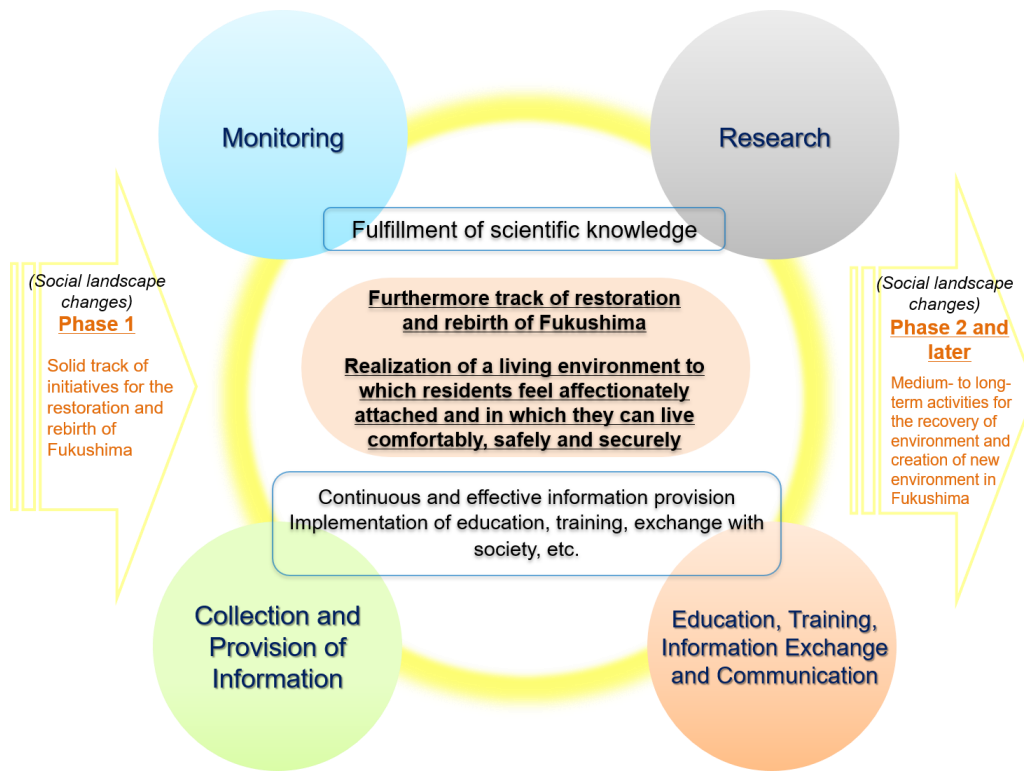 Monitoring
Research
Fulfillment of scientific knowledge
(Social landscape
changes)
Phase 1
Solid track of
initiatives for the
restoration and
rebirth of
Fukushima
Furthermore track of restoration
and rebirth of Fukushima
Realization of a living environment to
which residents feel affectionately
attached and in which they can live
comfortably, safely and securely
(Social landscape
changes)
Phase 2 and
later
Medium- to long-
term activities for
the recovery of
environment and
creation of new
environment in
Fukushima
Continuous and effective information provision
Implementation of education, training, exchange with
society, etc.
Collection and
Provision of
Information
Education, Training,
Information Exchange
and Communication